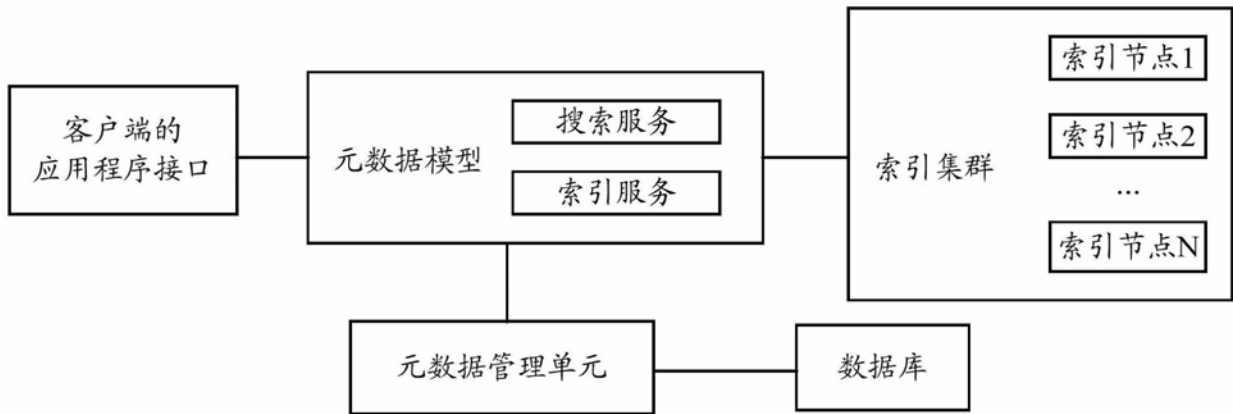 客户端的
应用程序接口
元数据模型
搜索服务
索引服务
索引集群
索引节点1
索引节点2
...
索引节点N
元数据管理单元
数据库